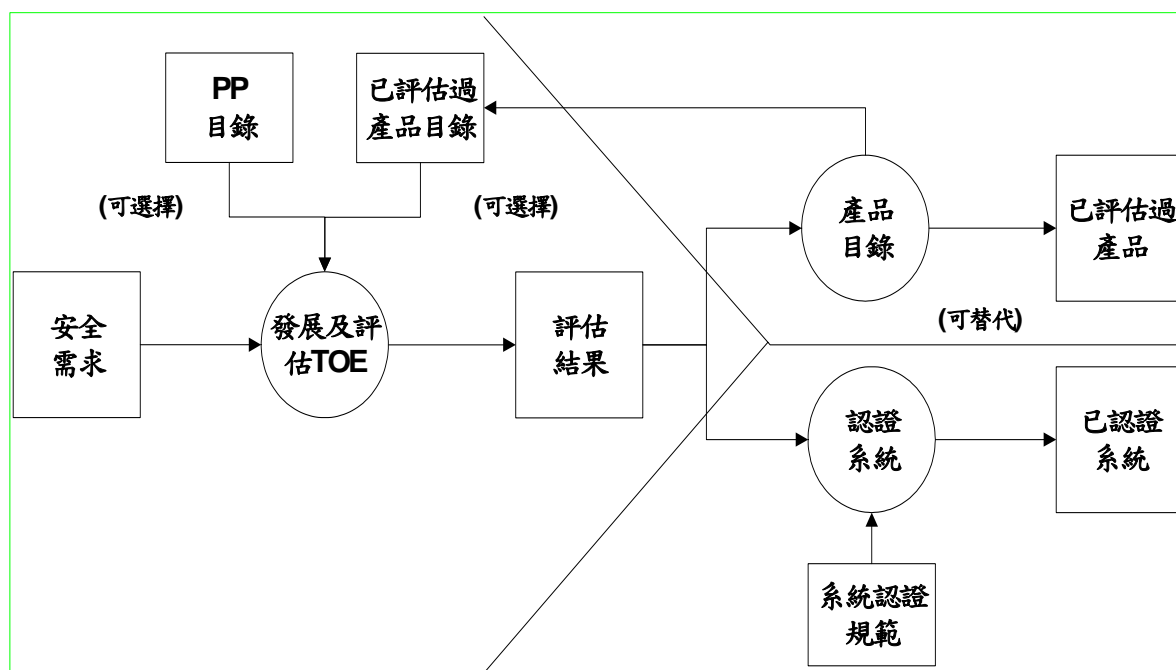 PP
目錄
已評估過
產品目錄
(可選擇)
(可選擇)
產品
目錄
已評估過
產品
安全
需求
發展及評
估TOE
評估
結果
(可替代)
認證
系統
已認證
系統
系統認證
規範